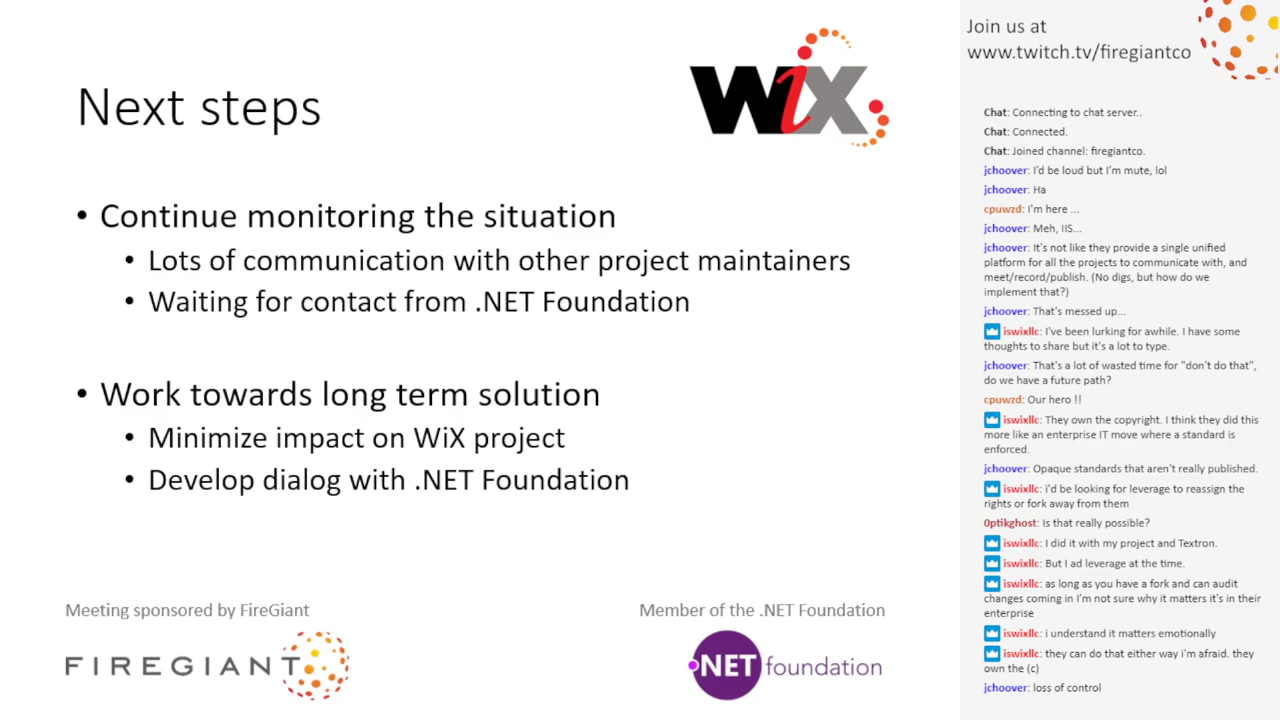 Next steps
WiX
• Continue monitoring the situation
• Lots of communication with other project maintainers
• Waiting for contact from .NET Foundation
• Work towards long term solution
• Minimize impact on WiX project
• Develop dialog with .NET Foundation
Meeting sponsored by FireGiant
FIREGIANT
Member of the .NET Foundation
.NET foundation
Join us at
www.twitch.tv/firegiantco
Chat: Connecting to chat server..
Chat: Connected.
Chat: Joined channel: firegiantco.
jchoover: I'd be loud but I'm mute, lol
jchoover: Ha
cpuwzd: I'm here ...
jchoover: Meh, IIS...
jchoover: It's not like they provide a single unified
platform for all the projects to communicate with, and
meet/record/publish. (No digs, but how do we
implement that?)
jchoover: That's messed up...
iswixllc: I've been lurking for awhile. I have some
thoughts to share but it's a lot to type.
jchoover: That's a lot of wasted time for "don't do that",
do we have a future path?
cpuwzd: Our hero !!
iswixllc: They own the copyright. I think they did this
more like an enterprise IT move where a standard is
enforced.
jchoover: Opaque standards that aren't really published.
iswixllc: i'd be looking for leverage to reassign the
rights or fork away from them
0ptikghost: Is that really possible?
iswixllc: I did it with my project and Textron.
iswixllc: But I ad leverage at the time.
iswixllc: as long as you have a fork and can audit
changes coming in I'm not sure why it matters it's in their
enterprise
iswixllc: i understand it matters emotionally
iswixllc: they can do that either way i'm afraid. they
own the (c)
jchoover: loss of control